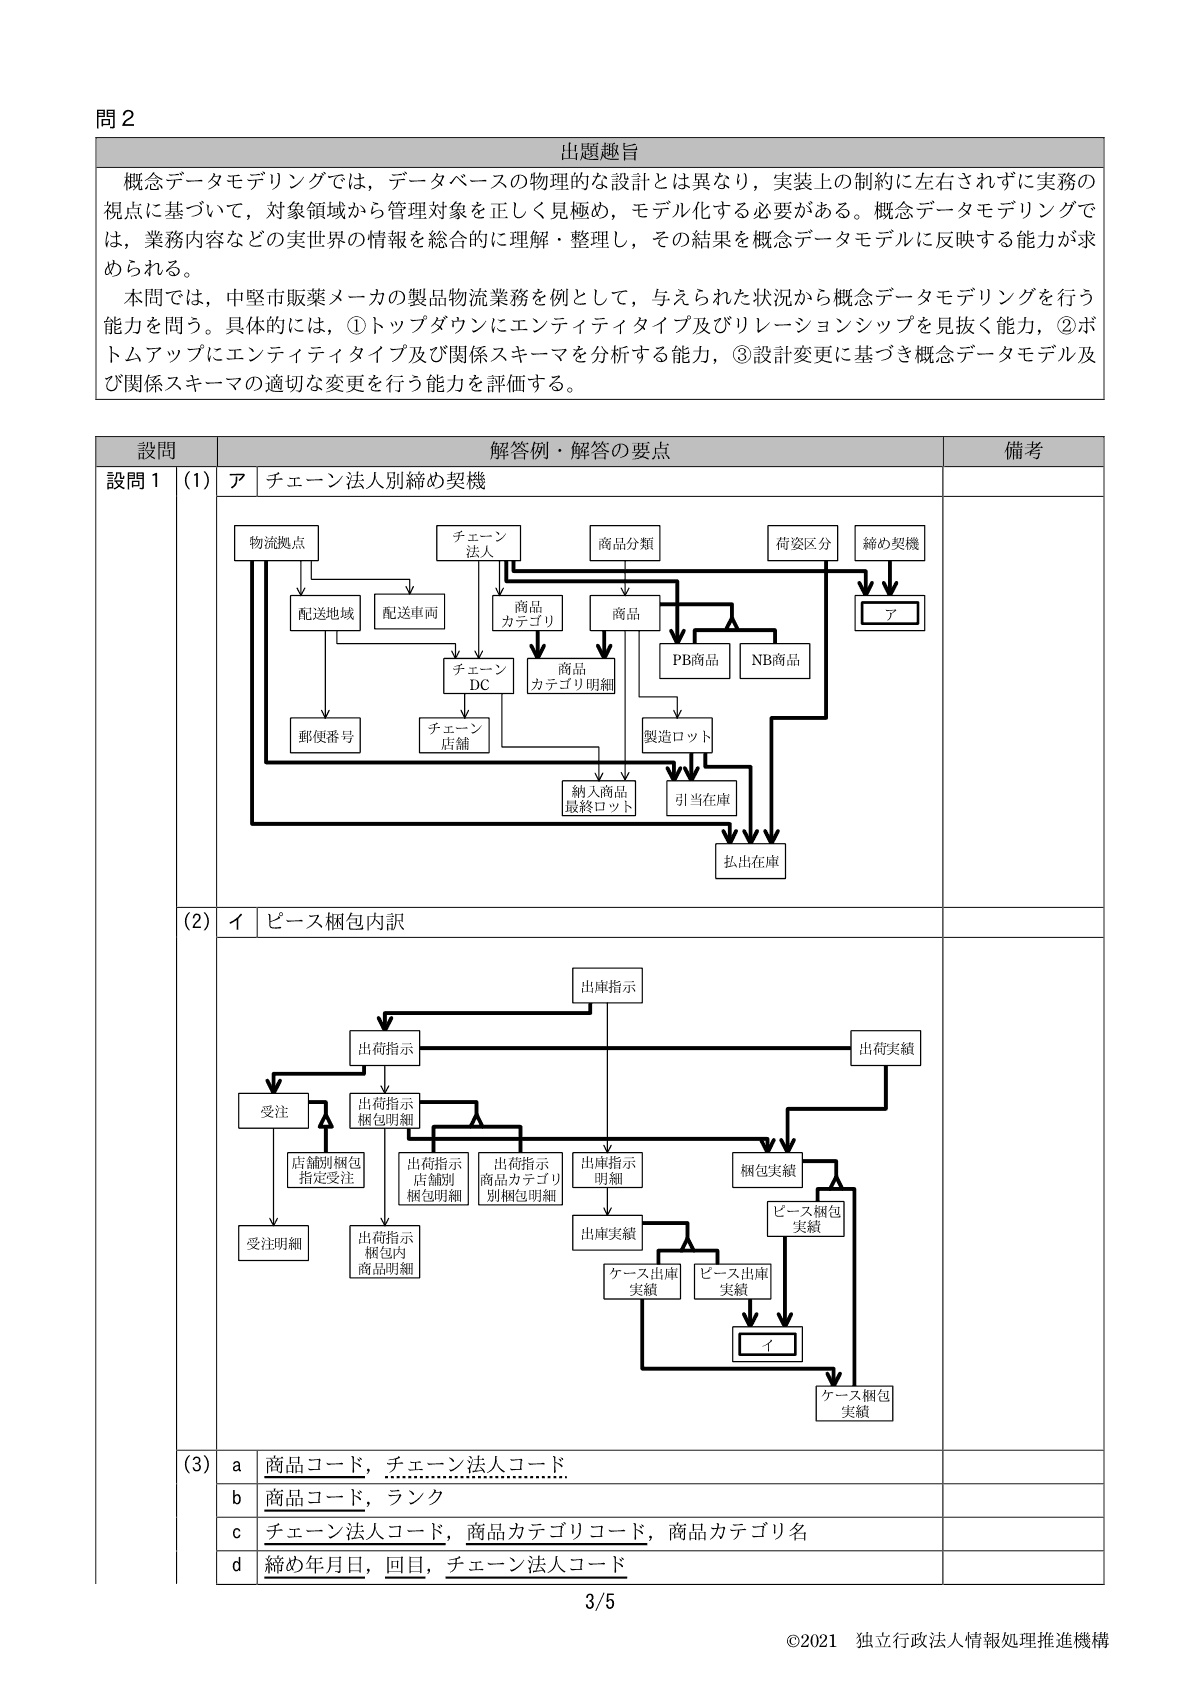 問２
出題趣旨
概念データモデリングでは，データベースの物理的な設計とは異なり，実装上の制約に左右されずに実務の
視点に基づいて，対象領域から管理対象を正しく見極め，モデル化する必要がある。概念データモデリングで
は，業務内容などの実世界の情報を総合的に理解・整理し，その結果を概念データモデルに反映する能力が求
められる。
本問では，中堅市販薬メーカの製品物流業務を例として，与えられた状況から概念データモデリングを行う
能力を問う。具体的には，①トップダウンにエンティティタイプ及びリレーションシップを見抜く能力，②ボ
トムアップにエンティティタイプ及び関係スキーマを分析する能力，③設計変更に基づき概念データモデル及
び関係スキーマの適切な変更を行う能力を評価する。
設問 解答例・解答の要点 備考
設問１ (1) ア チェーン法人別締め契機
物流拠点
チェーン
法人
商品分類
荷姿区分
締め契機
配送地域
配送車両
商品
カテゴリ
商品
ア
PB商品
NB商品
チェーン
DC
商品
カテゴリ明細
郵便番号
チェーン
店舗
製造ロット
納入商品
最終ロット
引当在庫
払出在庫
(2) イ ピース梱包内訳
出庫指示
出荷指示
出荷実績
受注
出荷指示
梱包明細
店舗別梱包
指定受注
出荷指示
店舗別
梱包明細
出荷指示
商品カテゴリ
別梱包明細
出庫指示
明細
梱包実績
ピース梱包
実績
受注明細
出荷指示
梱包内
商品明細
出庫実績
ケース出庫
実績
ピース出庫
実績
イ
ケース梱包
実績
(3) a 商品コード，チェーン法人コード
b 商品コード，ランク
c チェーン法人コード，商品カテゴリコード，商品カテゴリ名
d 締め年月日，回目，チェーン法人コード
3/5
©2021 独立行政法人情報処理推進機構